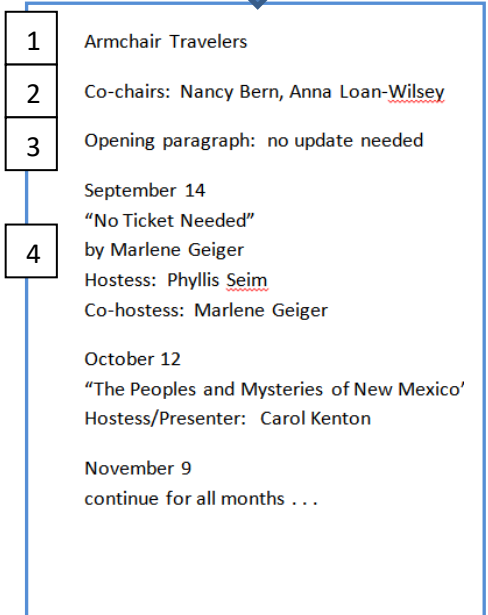 1 Armchair Travelers
2 Co-chairs: Nancy Bern, Anna Loan-Wilsey
3 Opening paragraph: no update needed
September 14
“No Ticket Needed”
4 by Marlene Geiger
Hostess: Phyllis Seim
Co-hostess: Marlene Geiger
October 12
“The Peoples and Mysteries of New Mexico’
Hostess/Presenter: Carol Kenton
November 9
continue for all months . . .